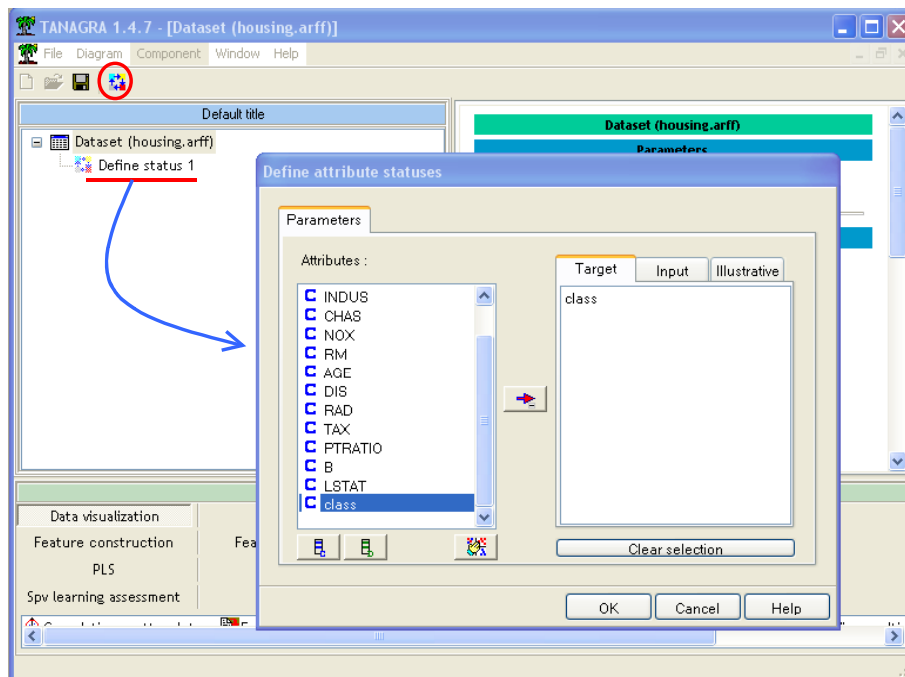 TANAGRA 1.4.7 - [Dataset (housing.arff)]
File Diagram Component Window Help
Default title
Dataset (housing.arff)
Define status 1
Dataset (housing.arff)
Parameters
Define attribute statuses
Parameters
Attributes :
INDUS
CHAS
NOX
RM
AGE
DIS
RAD
TAX
PTRATIO
B
LSTAT
class
Target Input Illustrative
class
Clear selection
OK Cancel Help
Data visualization
Feature construction Fea
PLS
Spv learning assessment